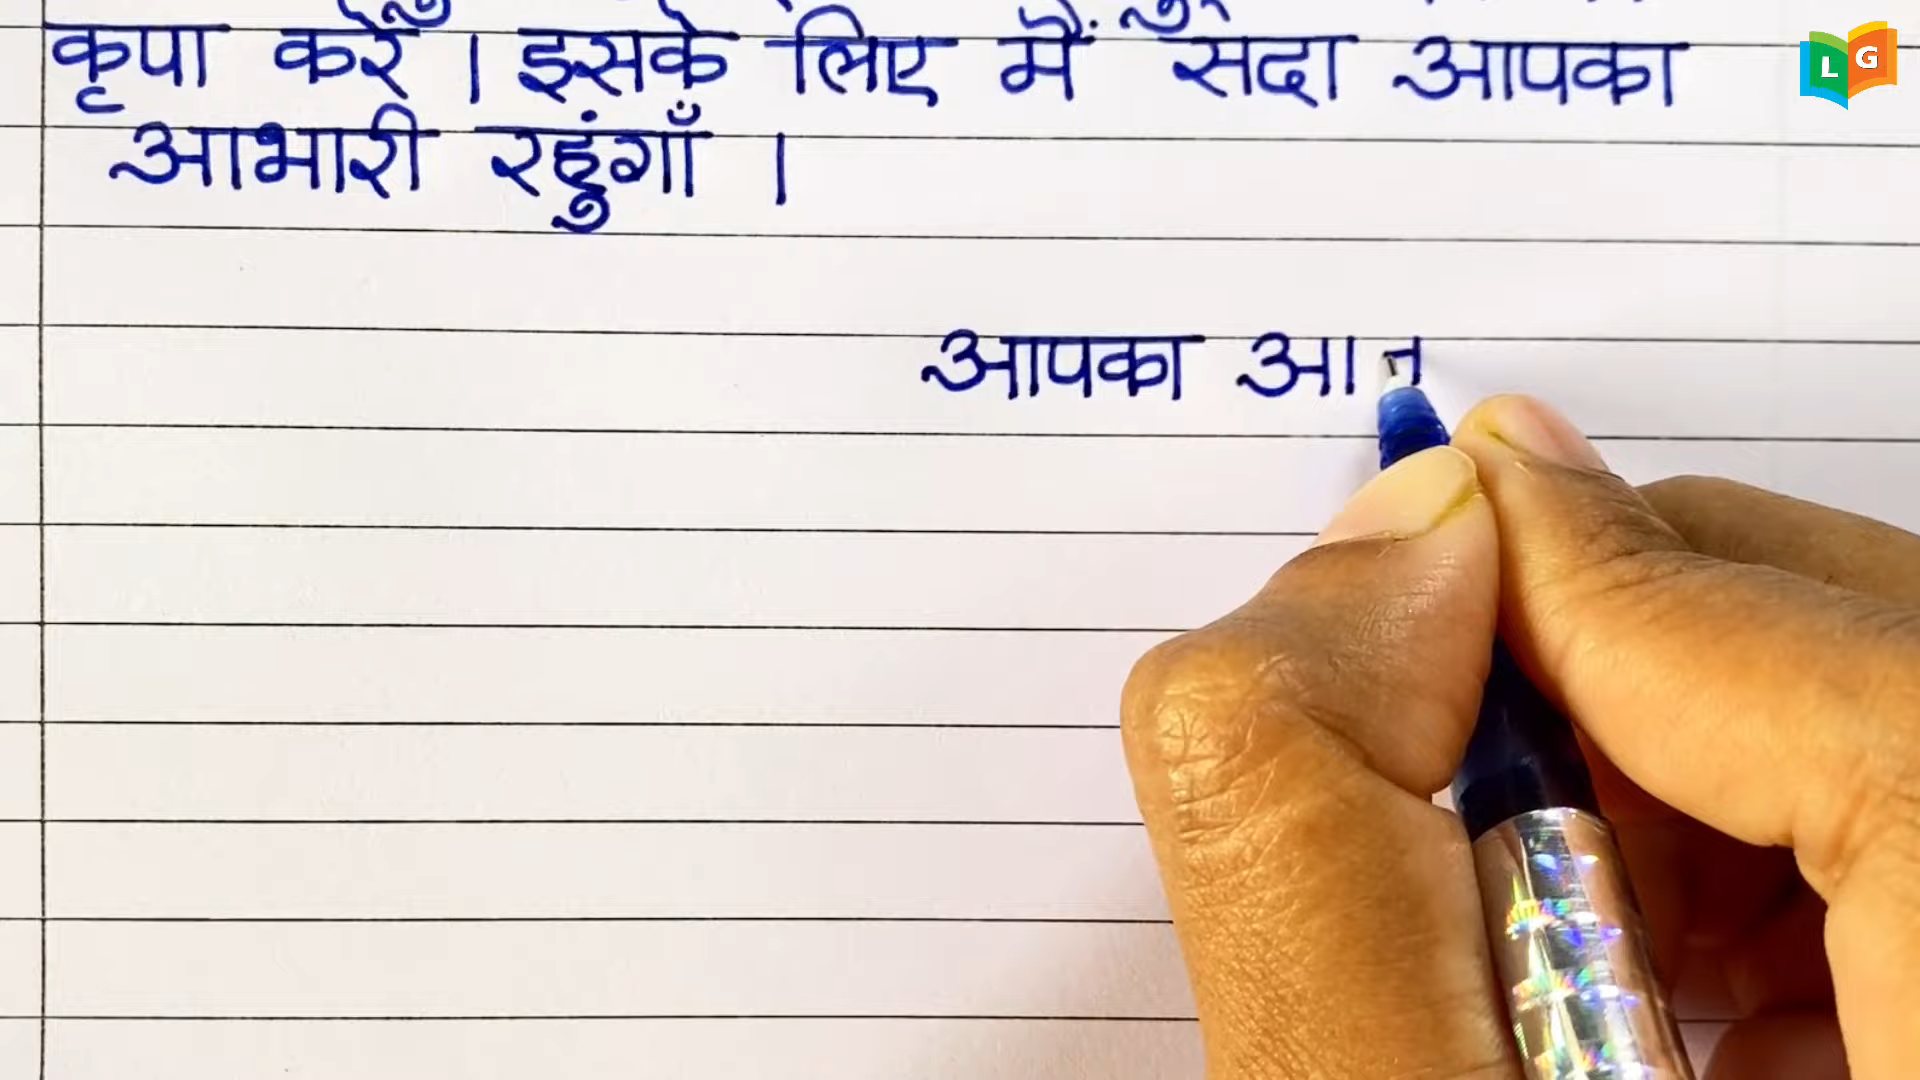 कृपा करेँ । इसके लिए मैं सदा आपका
आभारी रहुंगाँ ।
आपका
L G